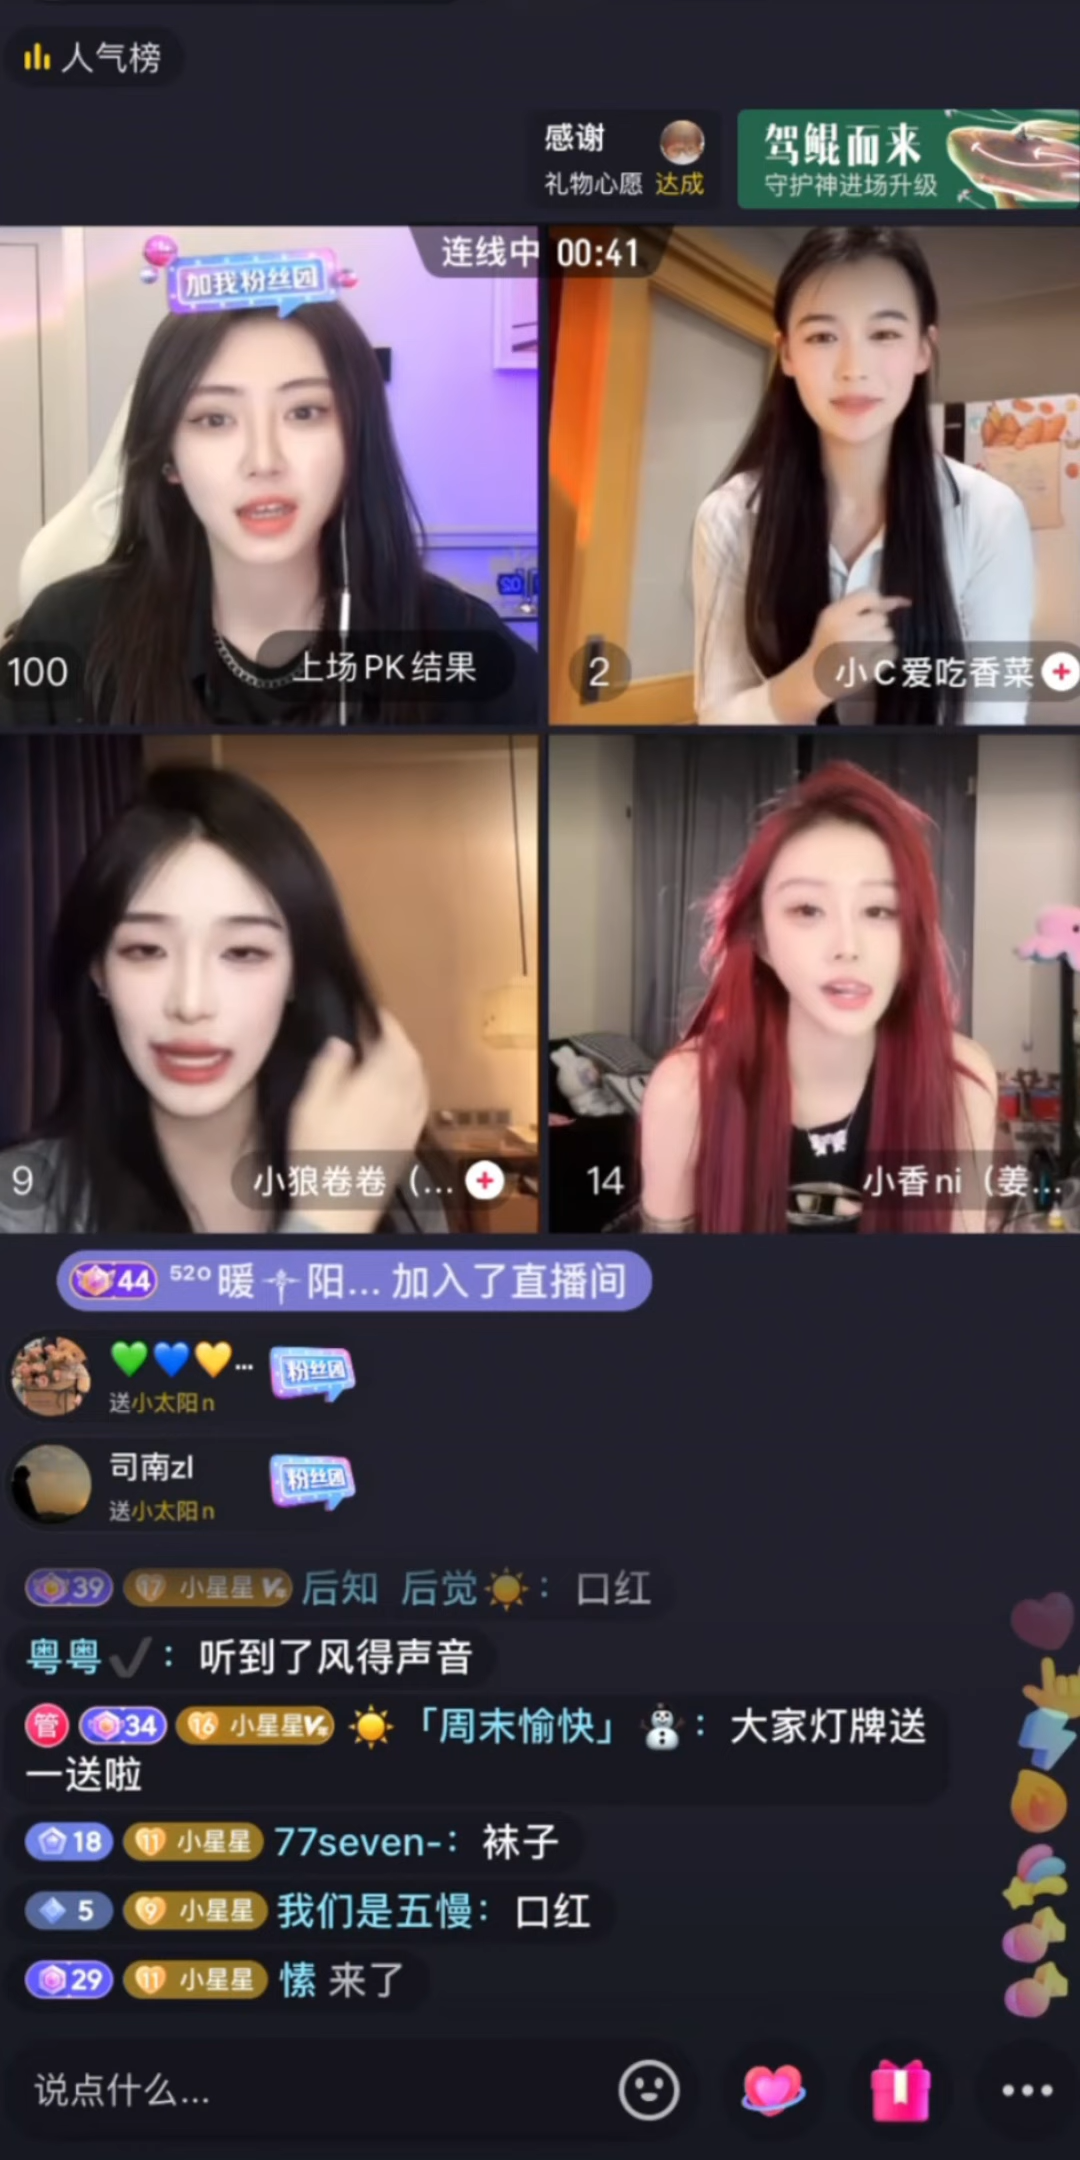 人气榜
感谢
礼物心愿 达成
驾鲲而来
守护神进场升级
加我粉丝团
连线中 00:41
100
上场PK结果
2
小C爱吃香菜
9
小狼卷卷（...
14
小香ni（姜...
44 520暖 阳... 加入了直播间
...
送小太阳n
粉丝团
司南zl
送小太阳n
粉丝团
39 17 小星星 后知 后觉☀️： 口红
粤粤✔️： 听到了风得声音
管 34 16 小星星 ☀️「周末愉快」⛄： 大家灯牌送
一送啦
18 11 小星星 77seven-： 袜子
5 9 小星星 我们是五慢： 口红
29 11 小星星 愫 来了
说点什么...